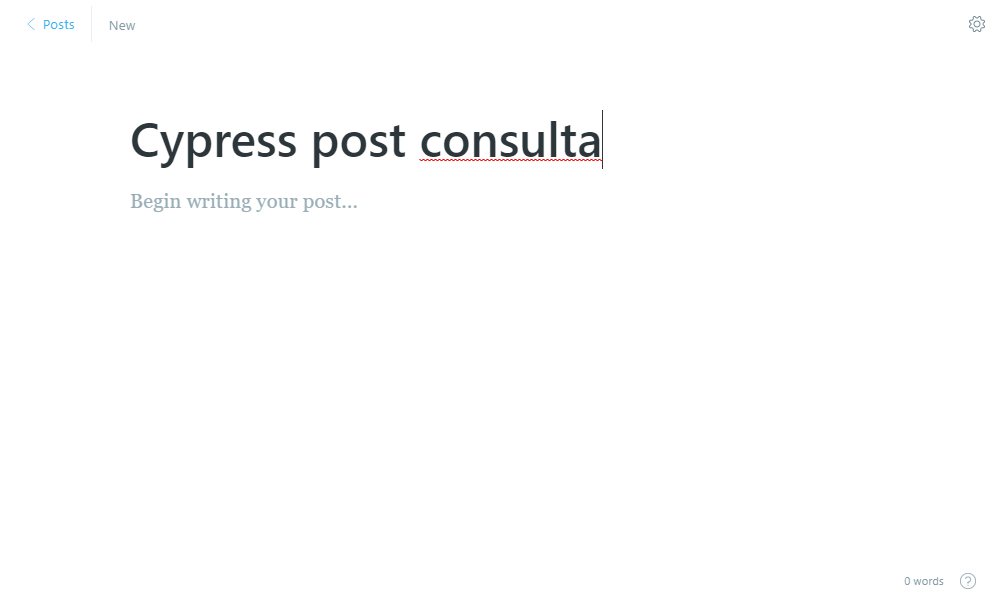 Posts
New
Cypress post consulta
Begin writing your post...
0 words
?